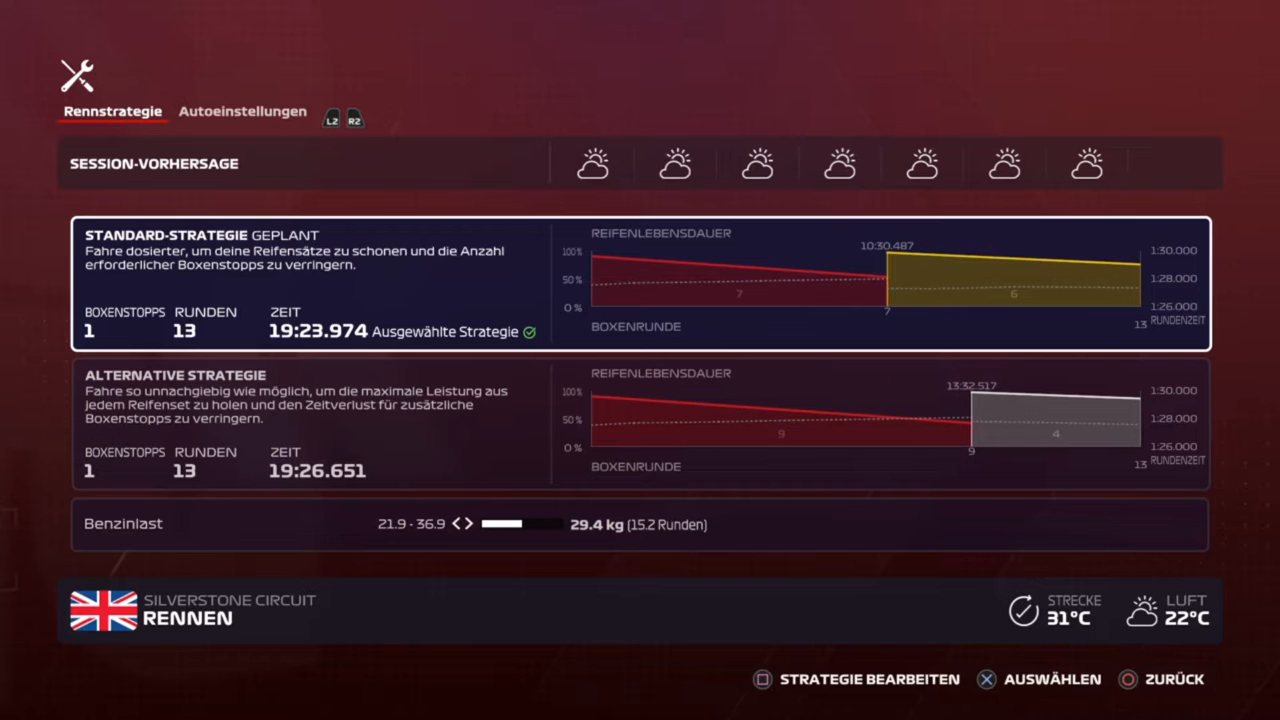 Rennstrategie Autoeinstellungen L2 R2
SESSION-VORHERSAGE
STANDARD-STRATEGIE GEPLANT
Fahre dosierter, um deine Reifensätze zu schonen und die Anzahl
erforderlicher Boxenstopps zu verringern.
BOXENSTOPPS RUNDEN ZEIT
1 13 19:23.974 Ausgewählte Strategie
REIFENLEBENSDAUER
10:30.487
100%
50%
0%
7 6
7
13
BOXENRUNDE
1:30.000
1:28.000
1:26.000
RUNDENZEIT
ALTERNATIVE STRATEGIE
Fahre so unnachgiebig wie möglich, um die maximale Leistung aus
jedem Reifenset zu holen und den Zeitverlust für zusätzliche
Boxenstopps zu verringern.
BOXENSTOPPS RUNDEN ZEIT
1 13 19:26.651
REIFENLEBENSDAUER
13:32.517
100%
50%
0%
9 4
9
13
BOXENRUNDE
1:30.000
1:28.000
1:26.000
RUNDENZEIT
Benzinlast 21.9 - 36.9 <> 29.4 kg (15.2 Runden)
SILVERSTONE CIRCUIT
RENNEN
STRECKE
31°C
LUFT
22°C
STRATEGIE BEARBEITEN AUSWÄHLEN ZURÜCK